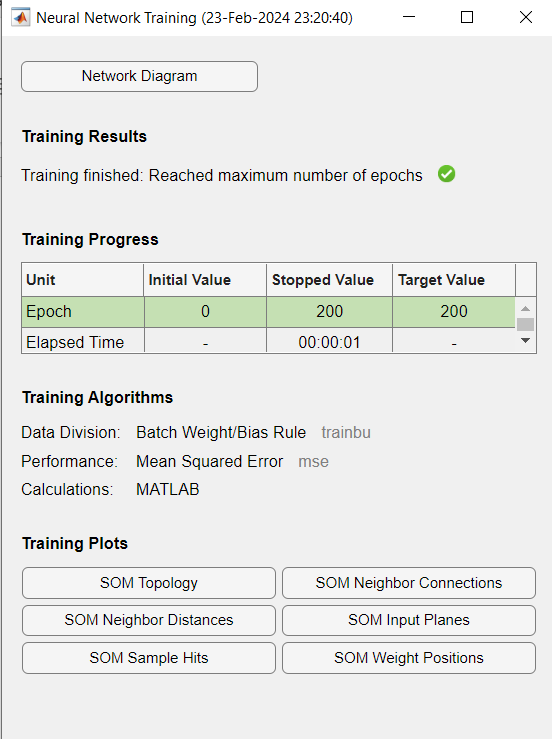 Neural Network Training (23-Feb-2024 23:20:40)
Network Diagram
Training Results
Training finished: Reached maximum number of epochs
Training Progress
Unit Initial Value Stopped Value Target Value
Epoch 0 200 200
Elapsed Time - 00:00:01 -
Training Algorithms
Data Division: Batch Weight/Bias Rule trainbu
Performance: Mean Squared Error mse
Calculations: MATLAB
Training Plots
SOM Topology SOM Neighbor Connections
SOM Neighbor Distances SOM Input Planes
SOM Sample Hits SOM Weight Positions